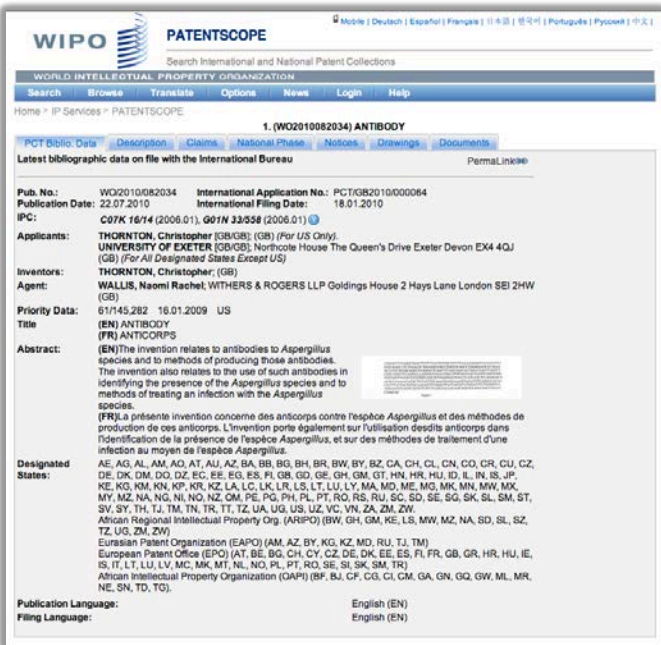 Mobile | Deutsch | Español | Français | 日本語 | 한국어 | Português | Русский | 中文 |
WIPO
PATENTSCOPE
Search International and National Patent Collections
WORLD INTELLECTUAL PROPERTY ORGANIZATION
Search Browse Translate Options News Login Help
Home > IP Services > PATENTSCOPE
1. (WO2010082034) ANTIBODY
PCT Biblio. Data Description Claims National Phase Notices Drawings Documents
Latest bibliographic data on file with the International Bureau PermaLink
Pub. No.: WO/2010/082034 International Application No.: PCT/GB2010/000064
Publication Date: 22.07.2010 International Filing Date: 18.01.2010
IPC: C07K 16/14 (2006.01), G01N 33/558 (2006.01)
Applicants: THORNTON, Christopher [GB/GB]; (GB) (For US Only).
UNIVERSITY OF EXETER [GB/GB]; Northcote House The Queen's Drive Exeter Devon EX4 4QJ
(GB) (For All Designated States Except US)
Inventors: THORNTON, Christopher; (GB)
Agent: WALLIS, Naomi Rachel; WITHERS & ROGERS LLP Goldings House 2 Hays Lane London SEI 2HW
(GB)
Priority Data: 61/145,282 16.01.2009 US
Title (EN) ANTIBODY
(FR) ANTICORPS
Abstract: (EN)The invention relates to antibodies to Aspergillus
species and to methods of producing those antibodies.
The invention also relates to the use of such antibodies in
identifying the presence of the Aspergillus species and to
methods of treating an infection with the Aspergillus
species.
(FR)La présente invention concerne des anticorps contre l'espèce Aspergillus et des méthodes de
production de ces anticorps. L'invention porte également sur l'utilisation desdits anticorps dans
l'identification de la présence de l'espèce Aspergillus, et sur des méthodes de traitement d'une
infection au moyen de l'espèce Aspergillus.
Designated AE, AG, AL, AM, AO, AT, AU, AZ, BA, BB, BG, BH, BR, BW, BY, BZ, CA, CH, CL, CN, CO, CR, CU, CZ,
States: DE, DK, DM, DO, DZ, EC, EE, EG, ES, FI, GB, GD, GE, GH, GM, GT, HN, HR, HU, ID, IL, IN, IS, JP,
KE, KG, KM, KN, KP, KR, KZ, LA, LC, LK, LR, LS, LT, LU, LY, MA, MD, ME, MG, MK, MN, MW, MX,
MY, MZ, NA, NG, NI, NO, NZ, OM, PE, PG, PH, PL, PT, RO, RS, RU, SC, SD, SE, SG, SK, SL, SM, ST,
SV, SY, TH, TJ, TM, TN, TR, TT, TZ, UA, UG, US, UZ, VC, VN, ZA, ZM, ZW.
African Regional Intellectual Property Org. (ARIPO) (BW, GH, GM, KE, LS, MW, MZ, NA, SD, SL, SZ,
TZ, UG, ZM, ZW)
Eurasian Patent Organization (EAPO) (AM, AZ, BY, KG, KZ, MD, RU, TJ, TM)
European Patent Office (EPO) (AT, BE, BG, CH, CY, CZ, DE, DK, EE, ES, FI, FR, GB, GR, HR, HU, IE,
IS, IT, LT, LU, LV, MC, MK, MT, NL, NO, PL, PT, RO, SE, SI, SK, SM, TR)
African Intellectual Property Organization (OAPI) (BF, BJ, CF, CG, CI, CM, GA, GN, GQ, GW, ML, MR,
NE, SN, TD, TG).
Publication Language: English (EN)
Filing Language: English (EN)